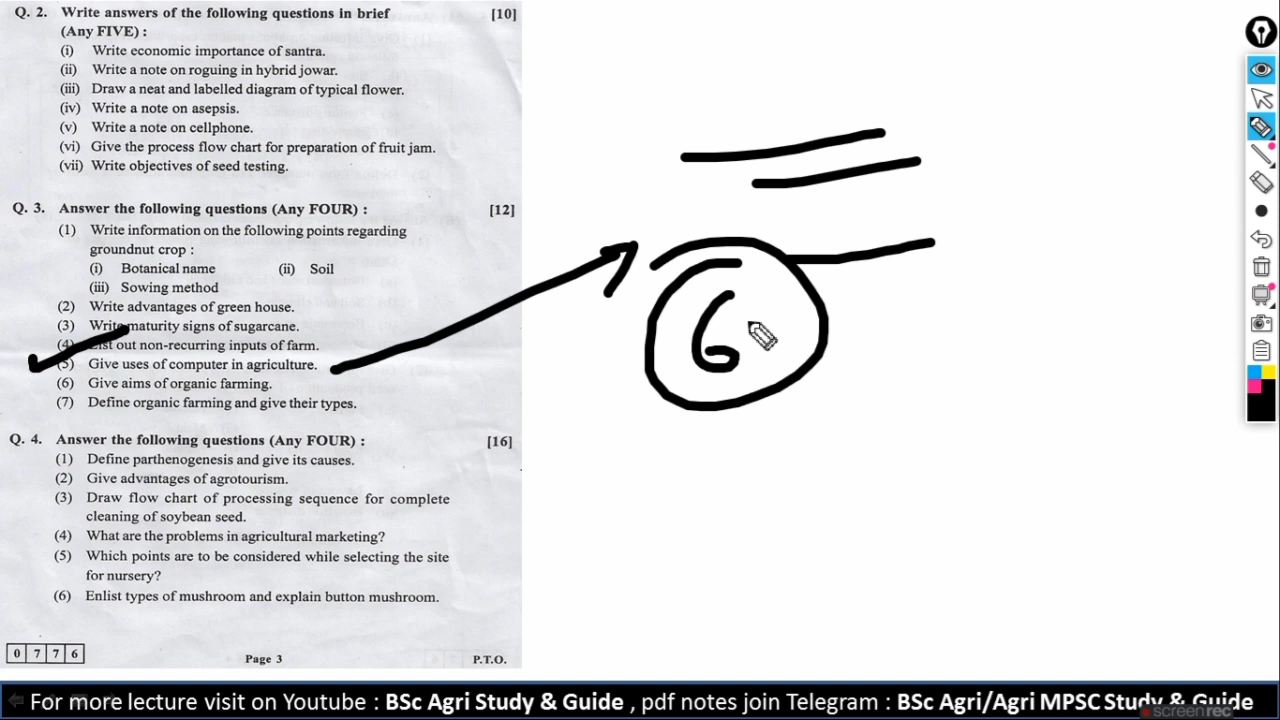 Q. 2. Write answers of the following questions in brief [10]
(Any FIVE) :
(i) Write economic importance of santra.
(ii) Write a note on roguing in hybrid jowar.
(iii) Draw a neat and labelled diagram of typical flower.
(iv) Write a note on asepsis.
(v) Write a note on cellphone.
(vi) Give the process flow chart for preparation of fruit jam.
(vii) Write objectives of seed testing.
Q. 3. Answer the following questions (Any FOUR) : [12]
(1) Write information on the following points regarding
groundnut crop :
(i) Botanical name (ii) Soil
(iii) Sowing method
(2) Write advantages of green house.
(3) Write maturity signs of sugarcane.
(4) List out non-recurring inputs of farm.
(5) Give uses of computer in agriculture.
(6) Give aims of organic farming.
(7) Define organic farming and give their types.
6
Q. 4. Answer the following questions (Any FOUR) : [16]
(1) Define parthenogenesis and give its causes.
(2) Give advantages of agrotourism.
(3) Draw flow chart of processing sequence for complete
cleaning of soybean seed.
(4) What are the problems in agricultural marketing?
(5) Which points are to be considered while selecting the site
for nursery?
(6) Enlist types of mushroom and explain button mushroom.
0 7 7 6 Page 3 P.T.O.
For more lecture visit on Youtube : BSc Agri Study & Guide , pdf notes join Telegram : BSc Agri/Agri MPSC Study & Guide
screenrec